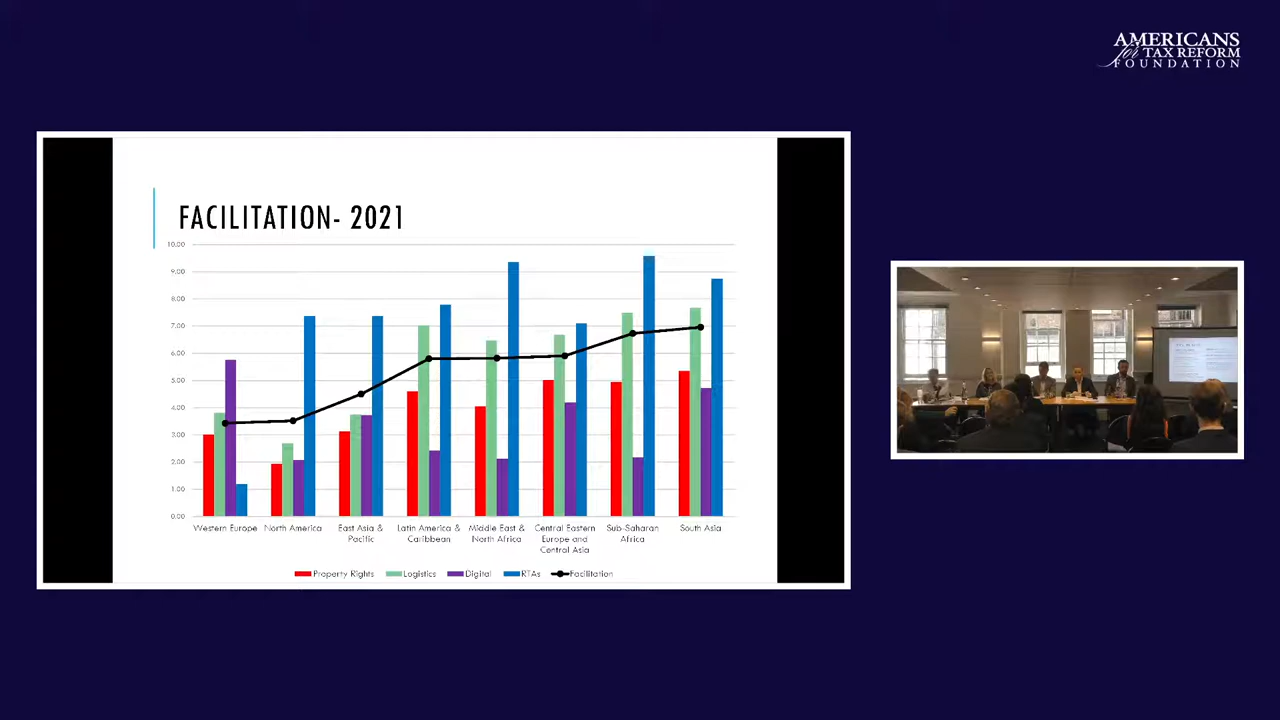 AMERICANS
for TAX REFORM
FOUNDATION
FACILITATION- 2021
10.00
9.00
8.00
7.00
6.00
5.00
4.00
3.00
2.00
1.00
0.00
Western Europe North America East Asia & Latin America & Middle East & Central Eastern Sub-Saharan South Asia
Pacific Caribbean North Africa Europe and Africa
Central Asia
Property Rights Logistics Digital RTAs Facilitation